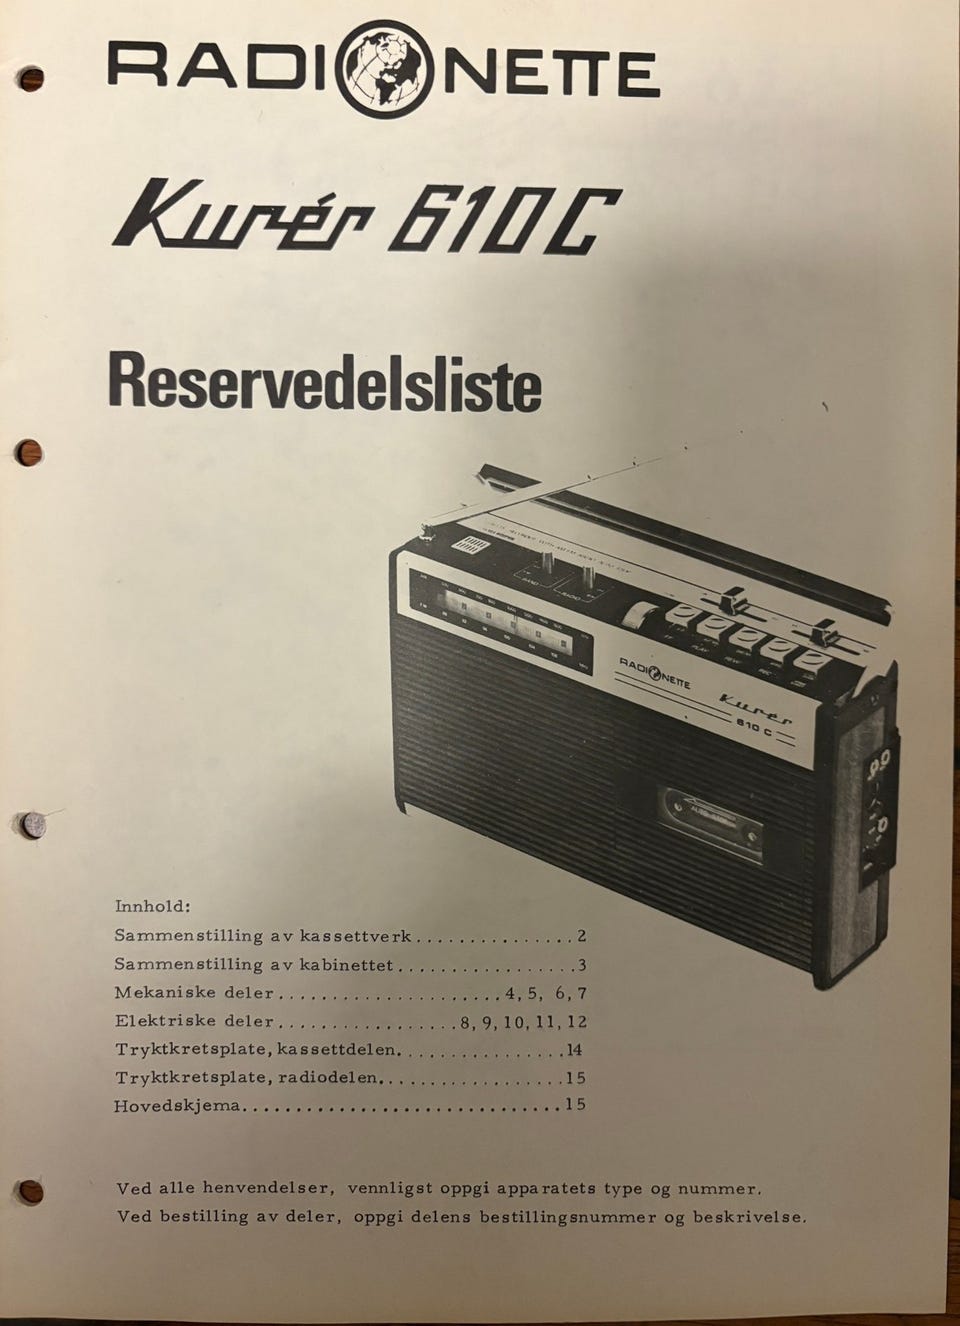 RADIONETTE
Kurér 610C
Reservedelsliste
RADIONETTE
Kurér
610 C
Innhold:
Sammenstilling av kassettverk...............2
Sammenstilling av kabinettet.................3
Mekaniske deler.....................4, 5, 6, 7
Elektriske deler.................8, 9, 10, 11, 12
Tryktkretsplate, kassettdelen................14
Tryktkretsplate, radiodelen..................15
Hovedskjema..............................15
Ved alle henvendelser, vennligst oppgi apparatets type og nummer.
Ved bestilling av deler, oppgi delens bestillingsnummer og beskrivelse.